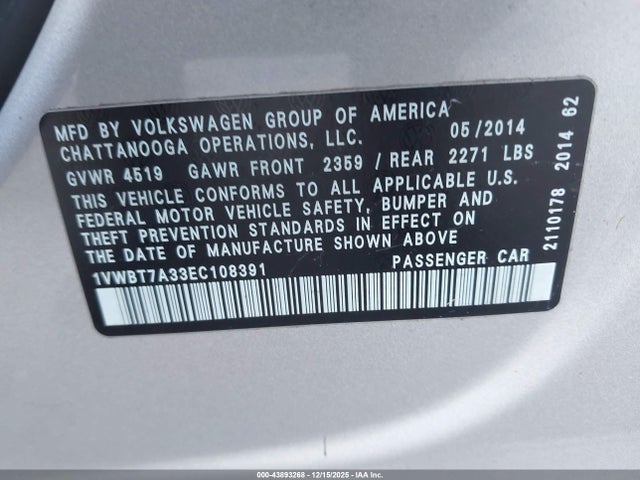 MFD BY VOLKSWAGEN GROUP OF AMERICA
CHATTANOOGA OPERATIONS, LLC. 05/2014
GVWR 4519 GAWR FRONT 2359 / REAR 2271 LBS
THIS VEHICLE CONFORMS TO ALL APPLICABLE U.S.
FEDERAL MOTOR VEHICLE SAFETY, BUMPER AND
THEFT PREVENTION STANDARDS IN EFFECT ON
THE DATE OF MANUFACTURE SHOWN ABOVE
1VWBT7A33EC108391 PASSENGER CAR
2110178 2014 62
000-43893268 - 12/15/2025 - IAA Inc.